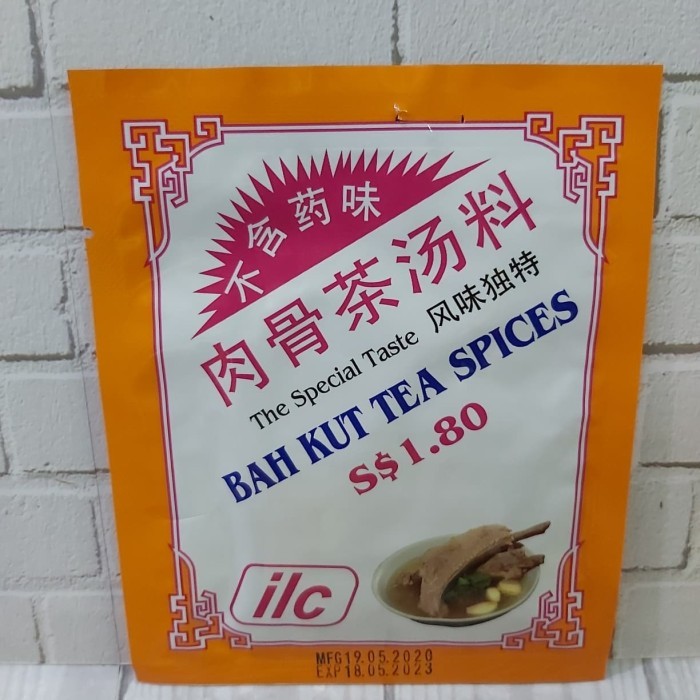 不含药味
肉骨茶汤料
The Special Taste 风味独特
BAH KUT TEA SPICES
S$1.80
ilc
MFG19.05.2020
EXP18.05.2023